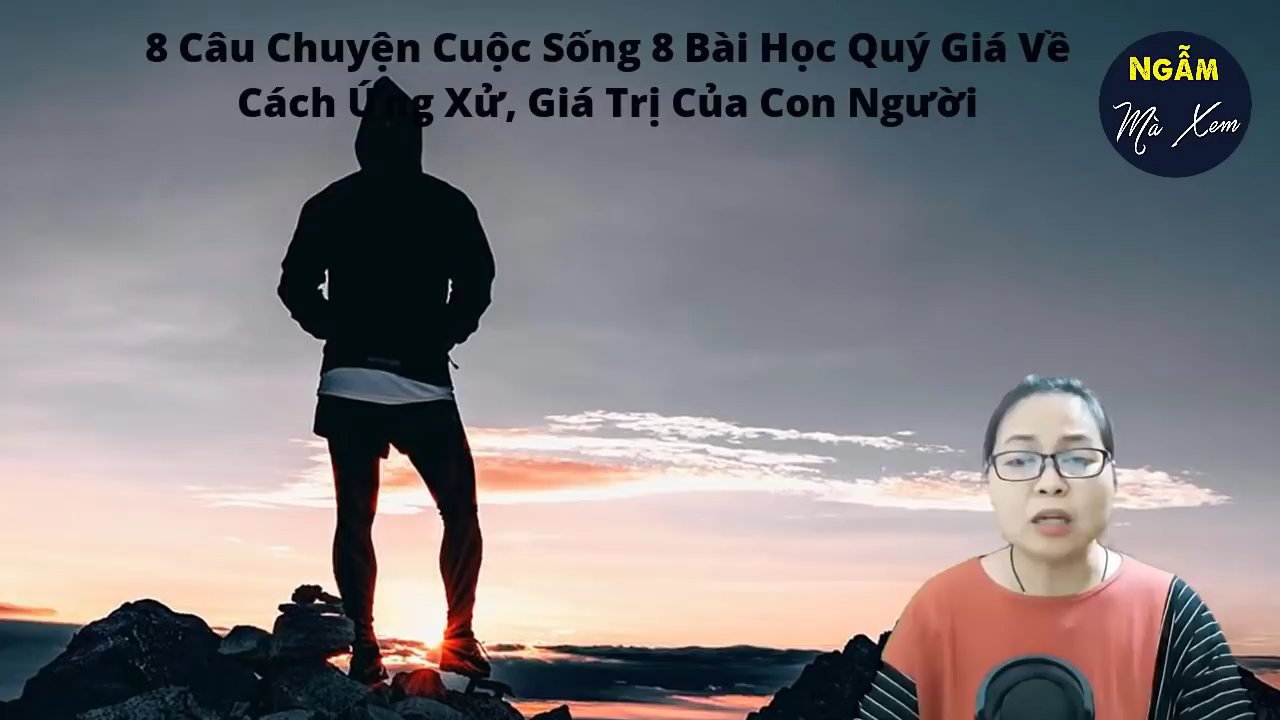 8 Câu Chuyện Cuộc Sống 8 Bài Học Quý Giá Về
Cách Ứng Xử, Giá Trị Của Con Người
NGẪM
Mà Xem